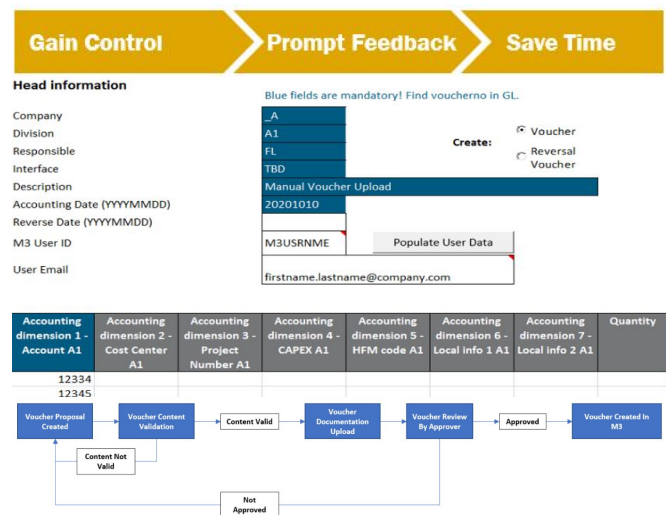 Gain Control
Prompt Feedback
Save Time
Head information
Blue fields are mandatory! Find voucherno in GL.
Company
_A
Division
A1
Responsible
FL
Interface
TBD
Description
Manual Voucher Upload
Accounting Date (YYYYMMDD)
20201010
Reverse Date (YYYYMMDD)
M3 User ID
M3USRNME
Populate User Data
User Email
firstname.lastname@company.com
Create:
Voucher
Reversal
Voucher
Accounting
dimension 1 -
Account A1
Accounting
dimension 2 -
Cost Center
A1
Accounting
dimension 3 -
Project
Number A1
Accounting
dimension 4 -
CAPEX A1
Accounting
dimension 5 -
HFM code A1
Accounting
dimension 6 -
Local info 1 A1
Accounting
dimension 7 -
Local info 2 A1
Quantity
12334
12345
Voucher Proposal
Created
Voucher Content
Validation
Content Valid
Voucher
Documentation
Upload
Voucher Review
By Approver
Approved
Voucher Created In
M3
Content Not
Valid
Not
Approved